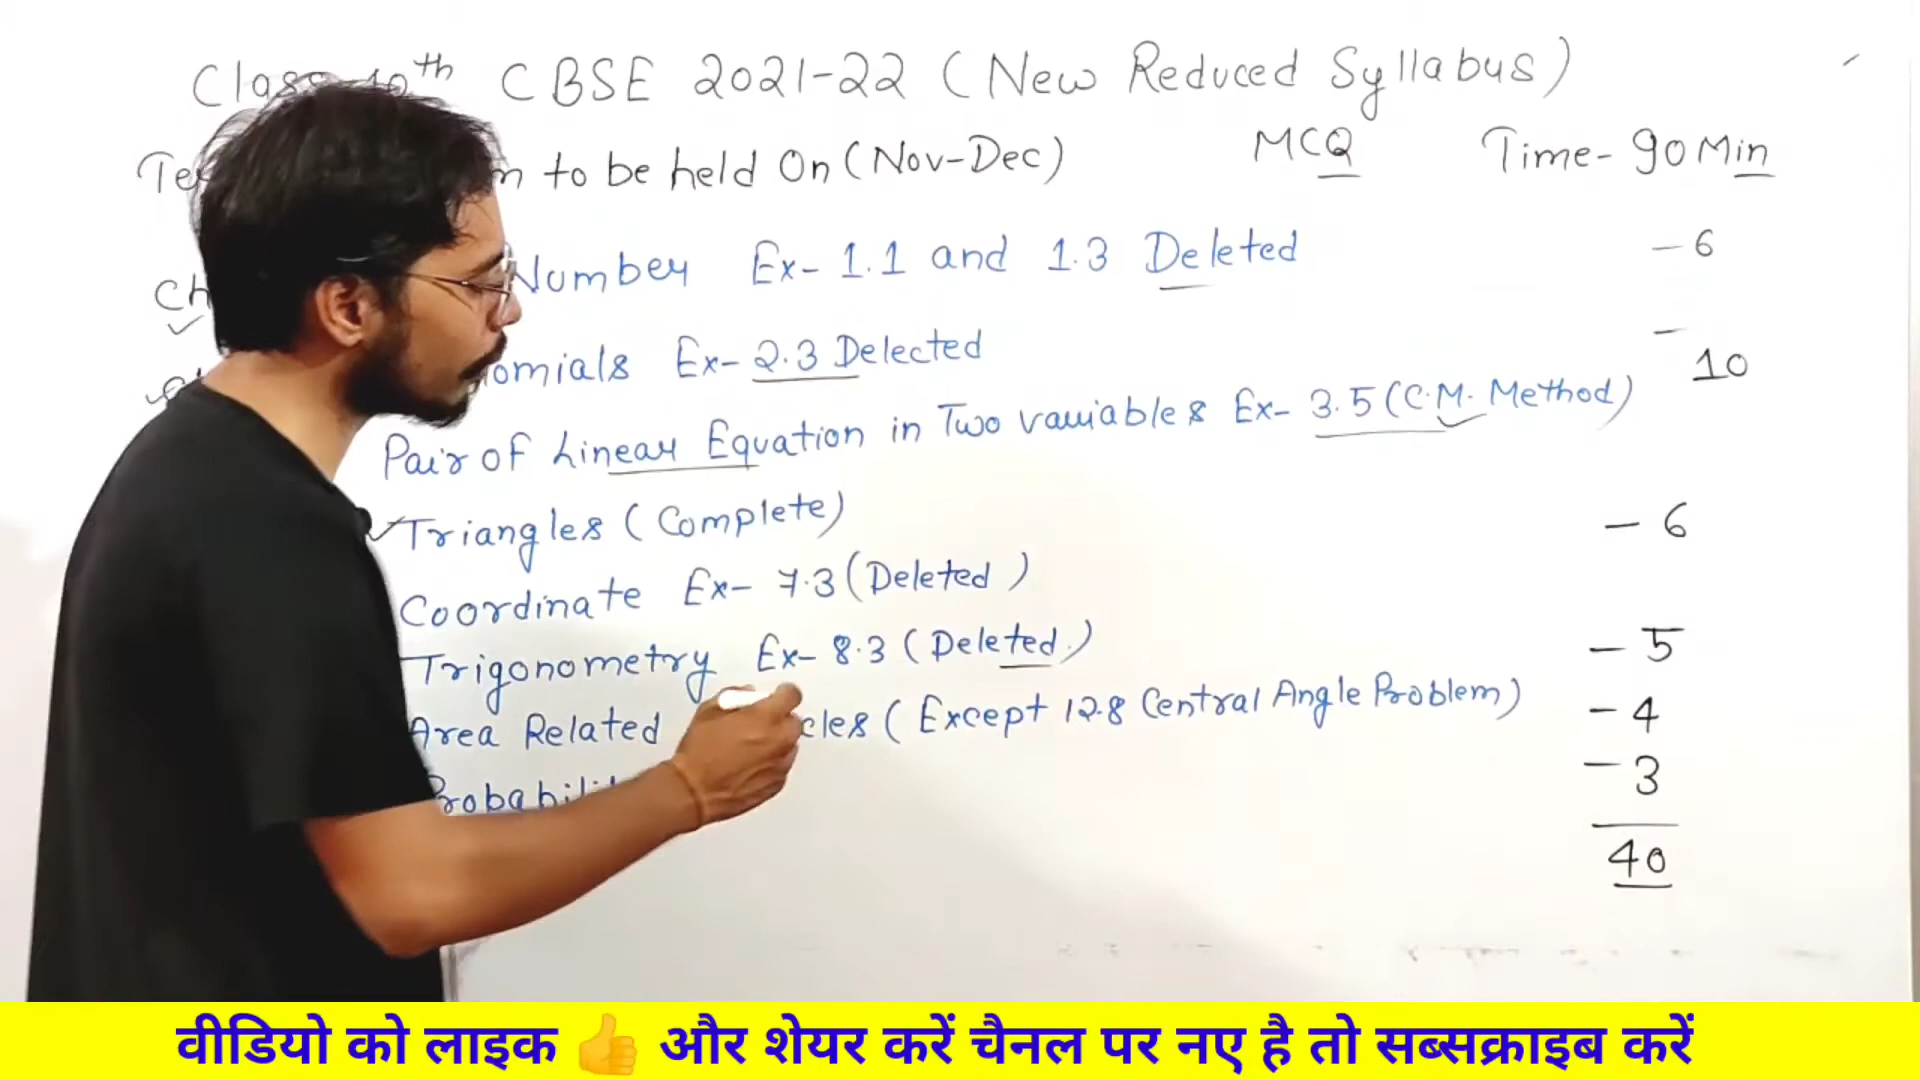 Class 10th CBSE 2021-22 (New Reduced Syllabus)
to be held On (Nov-Dec) MCQ Time- 90 Min
Number Ex- 1.1 and 1.3 Deleted - 6
omials Ex- 2.3 Delected -
10
Pair of Linear Equation in Two variables Ex- 3.5 (C.M. Method)
Triangles (Complete) - 6
Coordinate Ex- 7.3 (Deleted)
Trigonometry Ex- 8.3 (Deleted.) - 5
Area Related cles (Except 12.8 Central Angle Problem) - 4
Probabili - 3
40
वीडियो को लाइक 👍 और शेयर करें चैनल पर नए है तो सब्सक्राइब करें